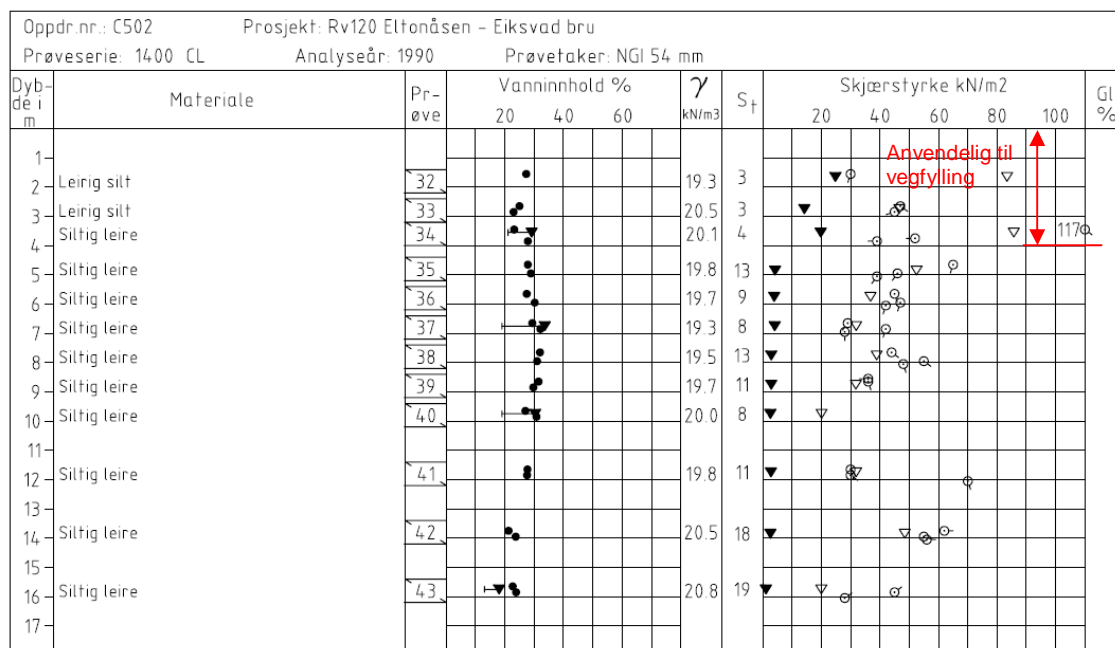 Oppdr.nr.: C502 Prosjekt: Rv120 Eltonåsen - Eiksvad bru
Prøveserie: 1400 CL Analyseår: 1990 Prøvetaker: NGI 54 mm
Dyb-
de i
m
Materiale
Pr-
øve
Vanninnhold %
20 40 60
γ
kN/m3
St
Skjærstyrke kN/m2
20 40 60 80 100
Gl
%
Anvendelig til
vegfylling
1
2 Leirig silt 32 19.3 3
3 Leirig silt 33 20.5 3
Siltig leire 34 20.1 4 117
4
5 Siltig leire 35 19.8 13
6 Siltig leire 36 19.7 9
7 Siltig leire 37 19.3 8
8 Siltig leire 38 19.5 13
9 Siltig leire 39 19.7 11
10 Siltig leire 40 20.0 8
11
12 Siltig leire 41 19.8 11
13
14 Siltig leire 42 20.5 18
15
16 Siltig leire 43 20.8 19
17